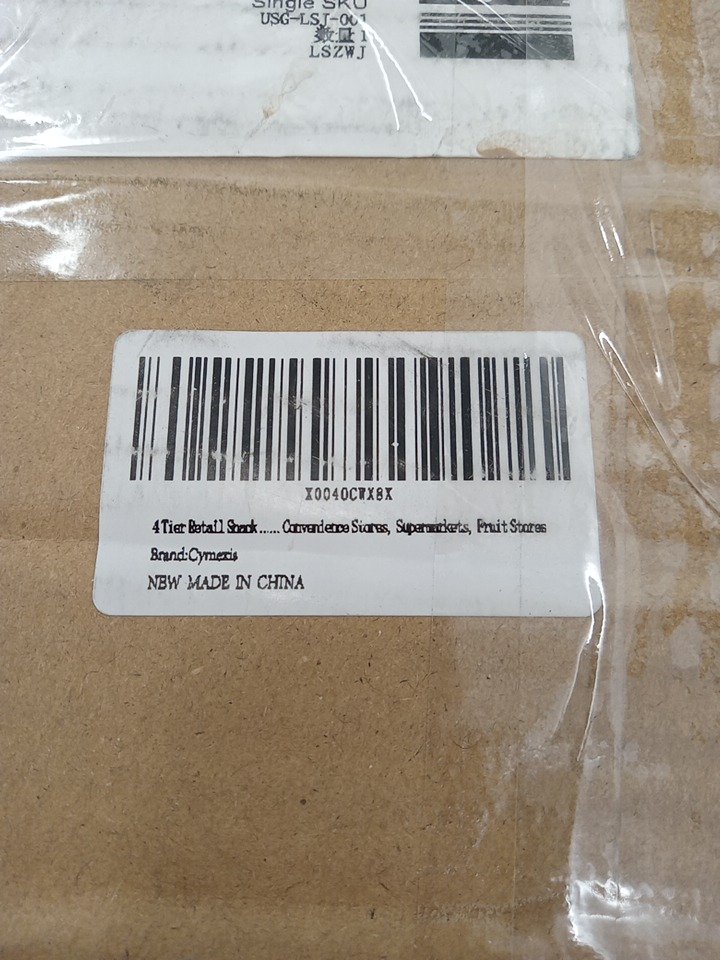 Single SKU
USG-LSJ-001
数量 1
LSZWJ
X0040CWX8X
4 Tier Retail Snack ...... Convenience Stores, Supermarkets, Fruit Stores
Brand:Cymexis
NEW MADE IN CHINA